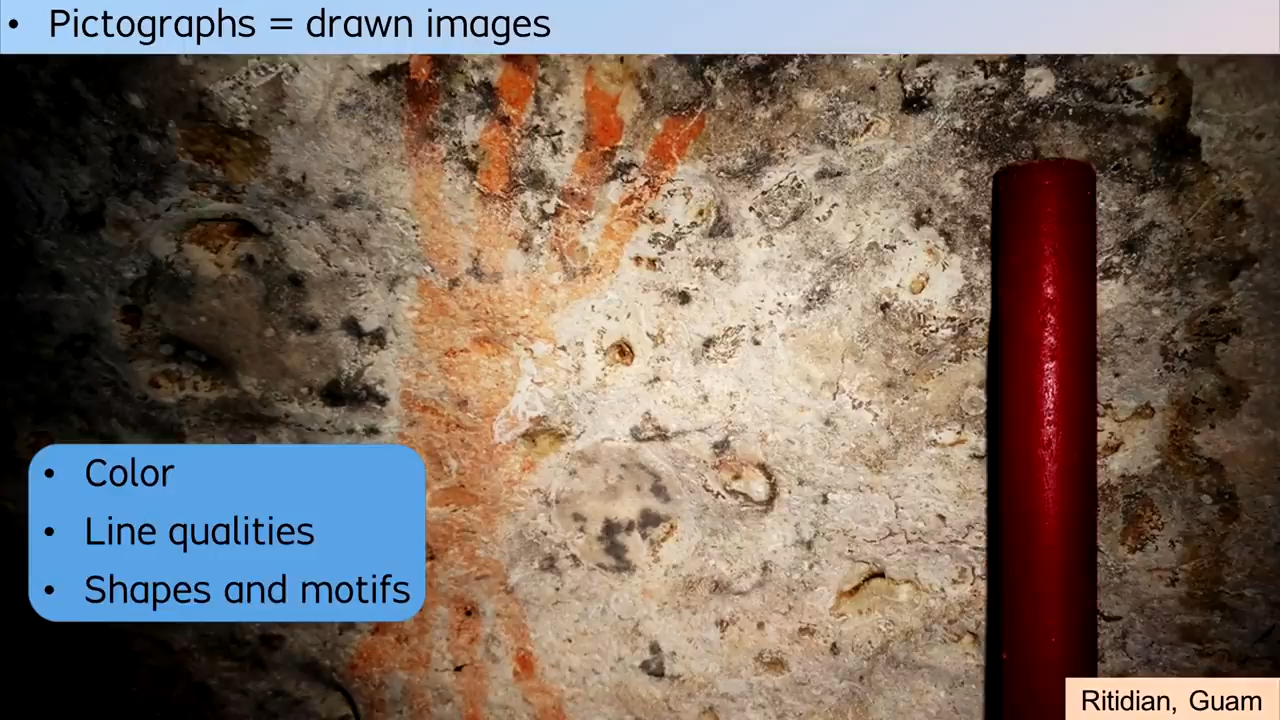 • Pictographs = drawn images
• Color
• Line qualities
• Shapes and motifs
Ritidian, Guam